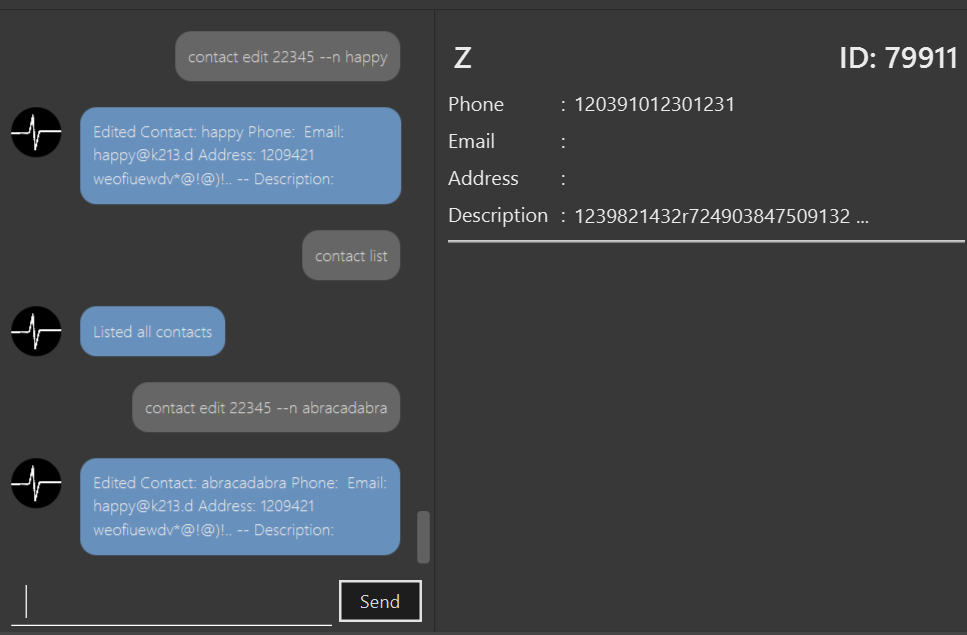 contact edit 22345 --n happy
Edited Contact: happy Phone:  Email:
happy@k213.d Address: 1209421
weofiuewdv*@!@)!.. -- Description:
contact list
Listed all contacts
contact edit 22345 --n abracadabra
Edited Contact: abracadabra Phone:  Email:
happy@k213.d Address: 1209421
weofiuewdv*@!@)!.. -- Description:
Send
Z ID: 79911
Phone : 120391012301231
Email :
Address :
Description : 1239821432r724903847509132 ...